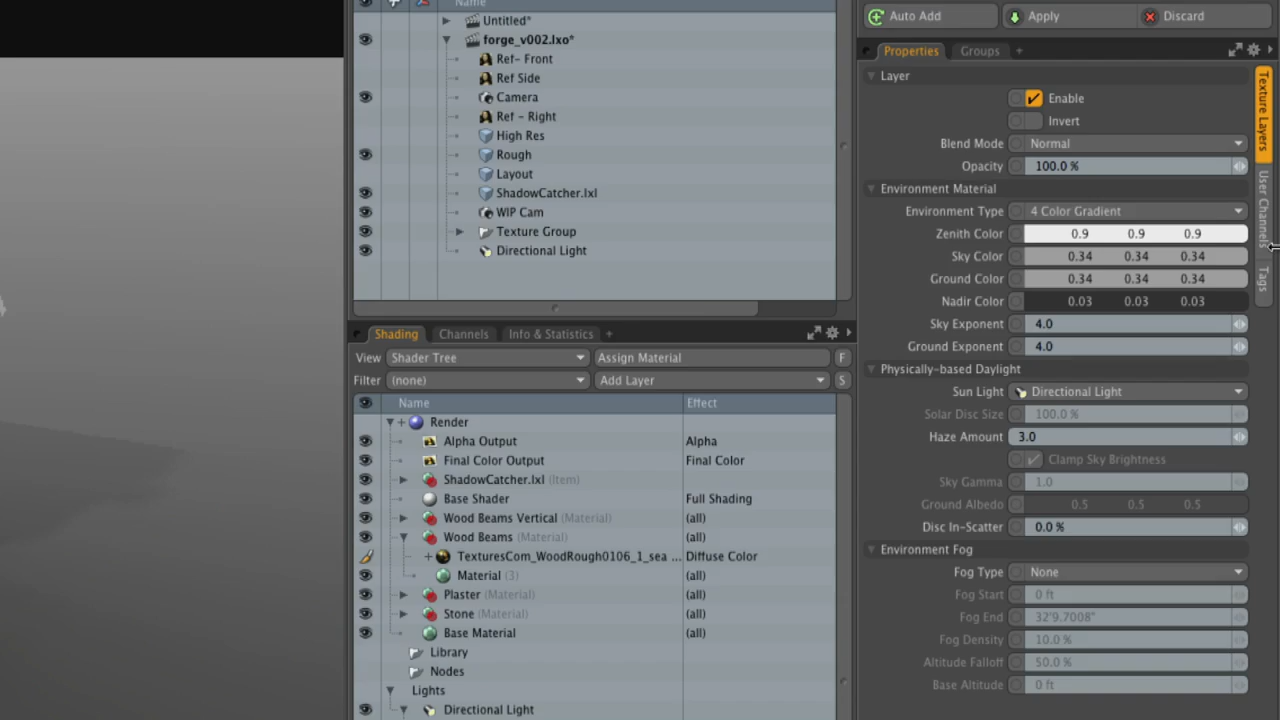 Name
Untitled*
forge_v002.lxo*
Ref- Front
Ref Side
Camera
Ref - Right
High Res
Rough
Layout
ShadowCatcher.lxl
WIP Cam
Texture Group
Directional Light
Shading Channels Info & Statistics +
View Shader Tree Assign Material F
Filter (none) Add Layer S
Name Effect
Render
Alpha Output Alpha
Final Color Output Final Color
ShadowCatcher.lxl (Item)
Base Shader Full Shading
Wood Beams Vertical (Material) (all)
Wood Beams (Material) (all)
TexturesCom_WoodRough0106_1_sea ... Diffuse Color
Material (3) (all)
Plaster (Material) (all)
Stone (Material) (all)
Base Material (all)
Library
Nodes
Lights
Directional Light
Auto Add Apply Discard
Properties Groups +
Layer
Enable
Invert
Blend Mode Normal
Opacity 100.0 %
Environment Material
Environment Type 4 Color Gradient
Zenith Color 0.9 0.9 0.9
Sky Color 0.34 0.34 0.34
Ground Color 0.34 0.34 0.34
Nadir Color 0.03 0.03 0.03
Sky Exponent 4.0
Ground Exponent 4.0
Physically-based Daylight
Sun Light Directional Light
Solar Disc Size 100.0 %
Haze Amount 3.0
Clamp Sky Brightness
Sky Gamma 1.0
Ground Albedo 0.5 0.5 0.5
Disc In-Scatter 0.0 %
Environment Fog
Fog Type None
Fog Start 0 ft
Fog End 32'9.7008"
Fog Density 10.0 %
Altitude Falloff 50.0 %
Base Altitude 0 ft
Texture Layers
User Channels
Tags